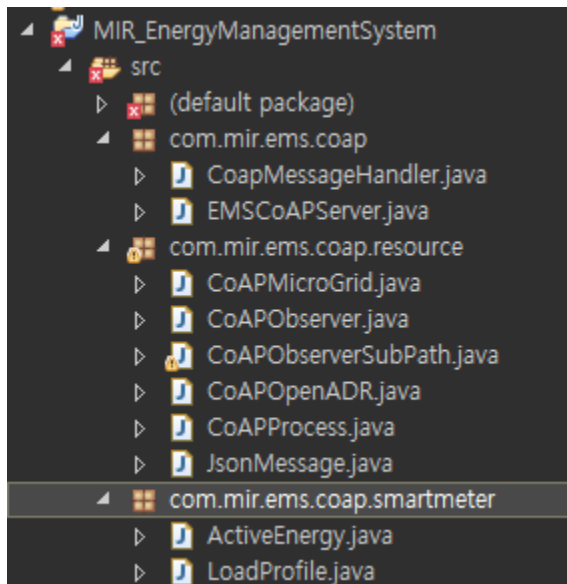 MIR_EnergyManagementSystem
src
(default package)
com.mir.ems.coap
CoapMessageHandler.java
EMSCoAPServer.java
com.mir.ems.coap.resource
CoAPMicroGrid.java
CoAPObserver.java
CoAPObserverSubPath.java
CoAPOpenADR.java
CoAPProcess.java
JsonMessage.java
com.mir.ems.coap.smartmeter
ActiveEnergy.java
LoadProfile.java